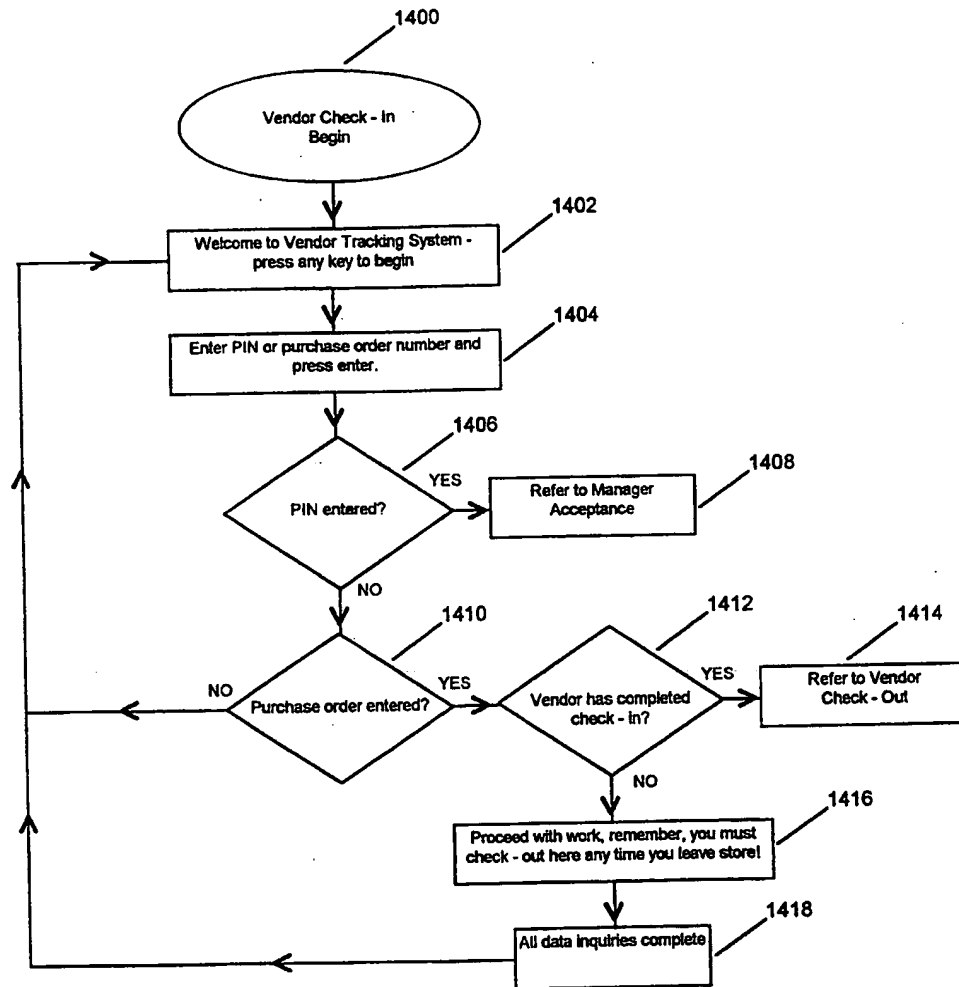 1400
Vendor Check - In
Begin
1402
Welcome to Vendor Tracking System -
press any key to begin
1404
Enter PIN or purchase order number and
press enter.
1406
PIN entered?
YES
1408
Refer to Manager
Acceptance
NO
1410
Purchase order entered?
NO
YES
1412
Vendor has completed
check - in?
YES
1414
Refer to Vendor
Check - Out
NO
1416
Proceed with work, remember, you must
check - out here any time you leave store!
1418
All data inquiries complete